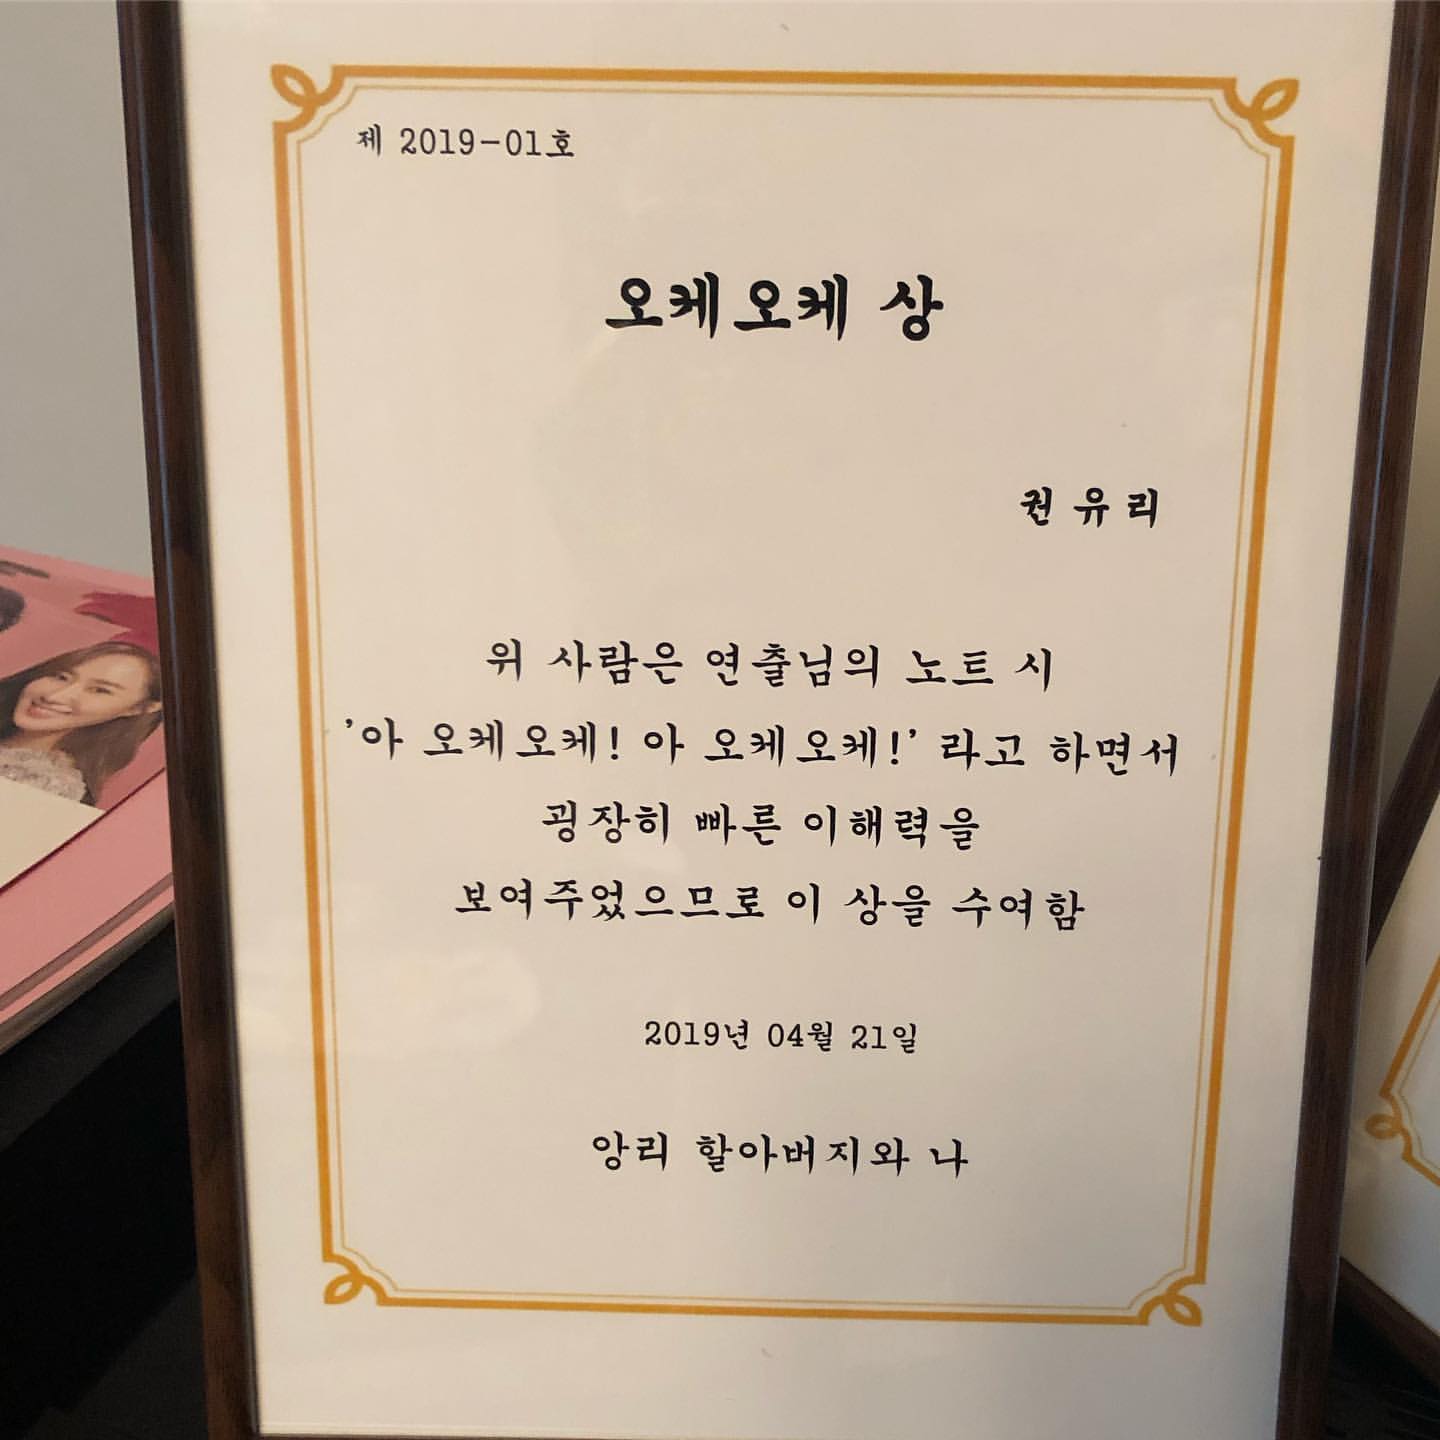 제 2019-01호
오케오케 상
권유리
위 사람은 연출님의 노트 시
'아 오케오케! 아 오케오케!' 라고 하면서
굉장히 빠른 이해력을
보여주었으므로 이 상을 수여함
2019년 04월 21일
앙리 할아버지와 나